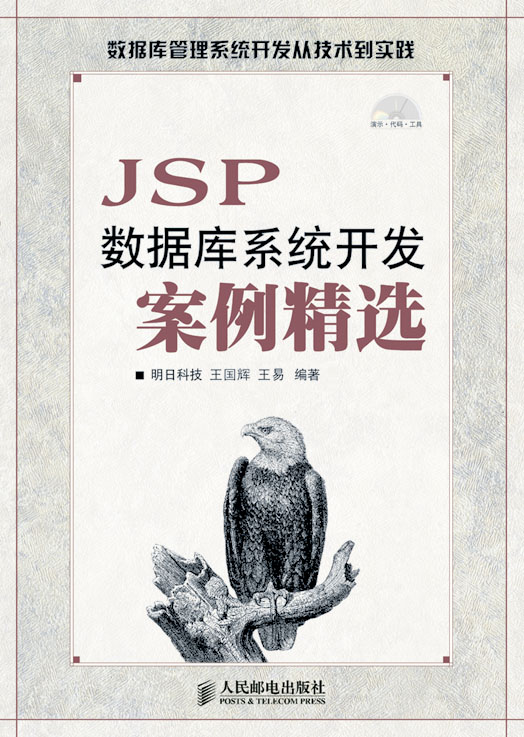 数据库管理系统开发从技术到实践
演示·代码·工具
JSP
数据库系统开发
案例精选
■ 明日科技 王国辉 王易 编著
人民邮电出版社
POSTS & TELECOM PRESS